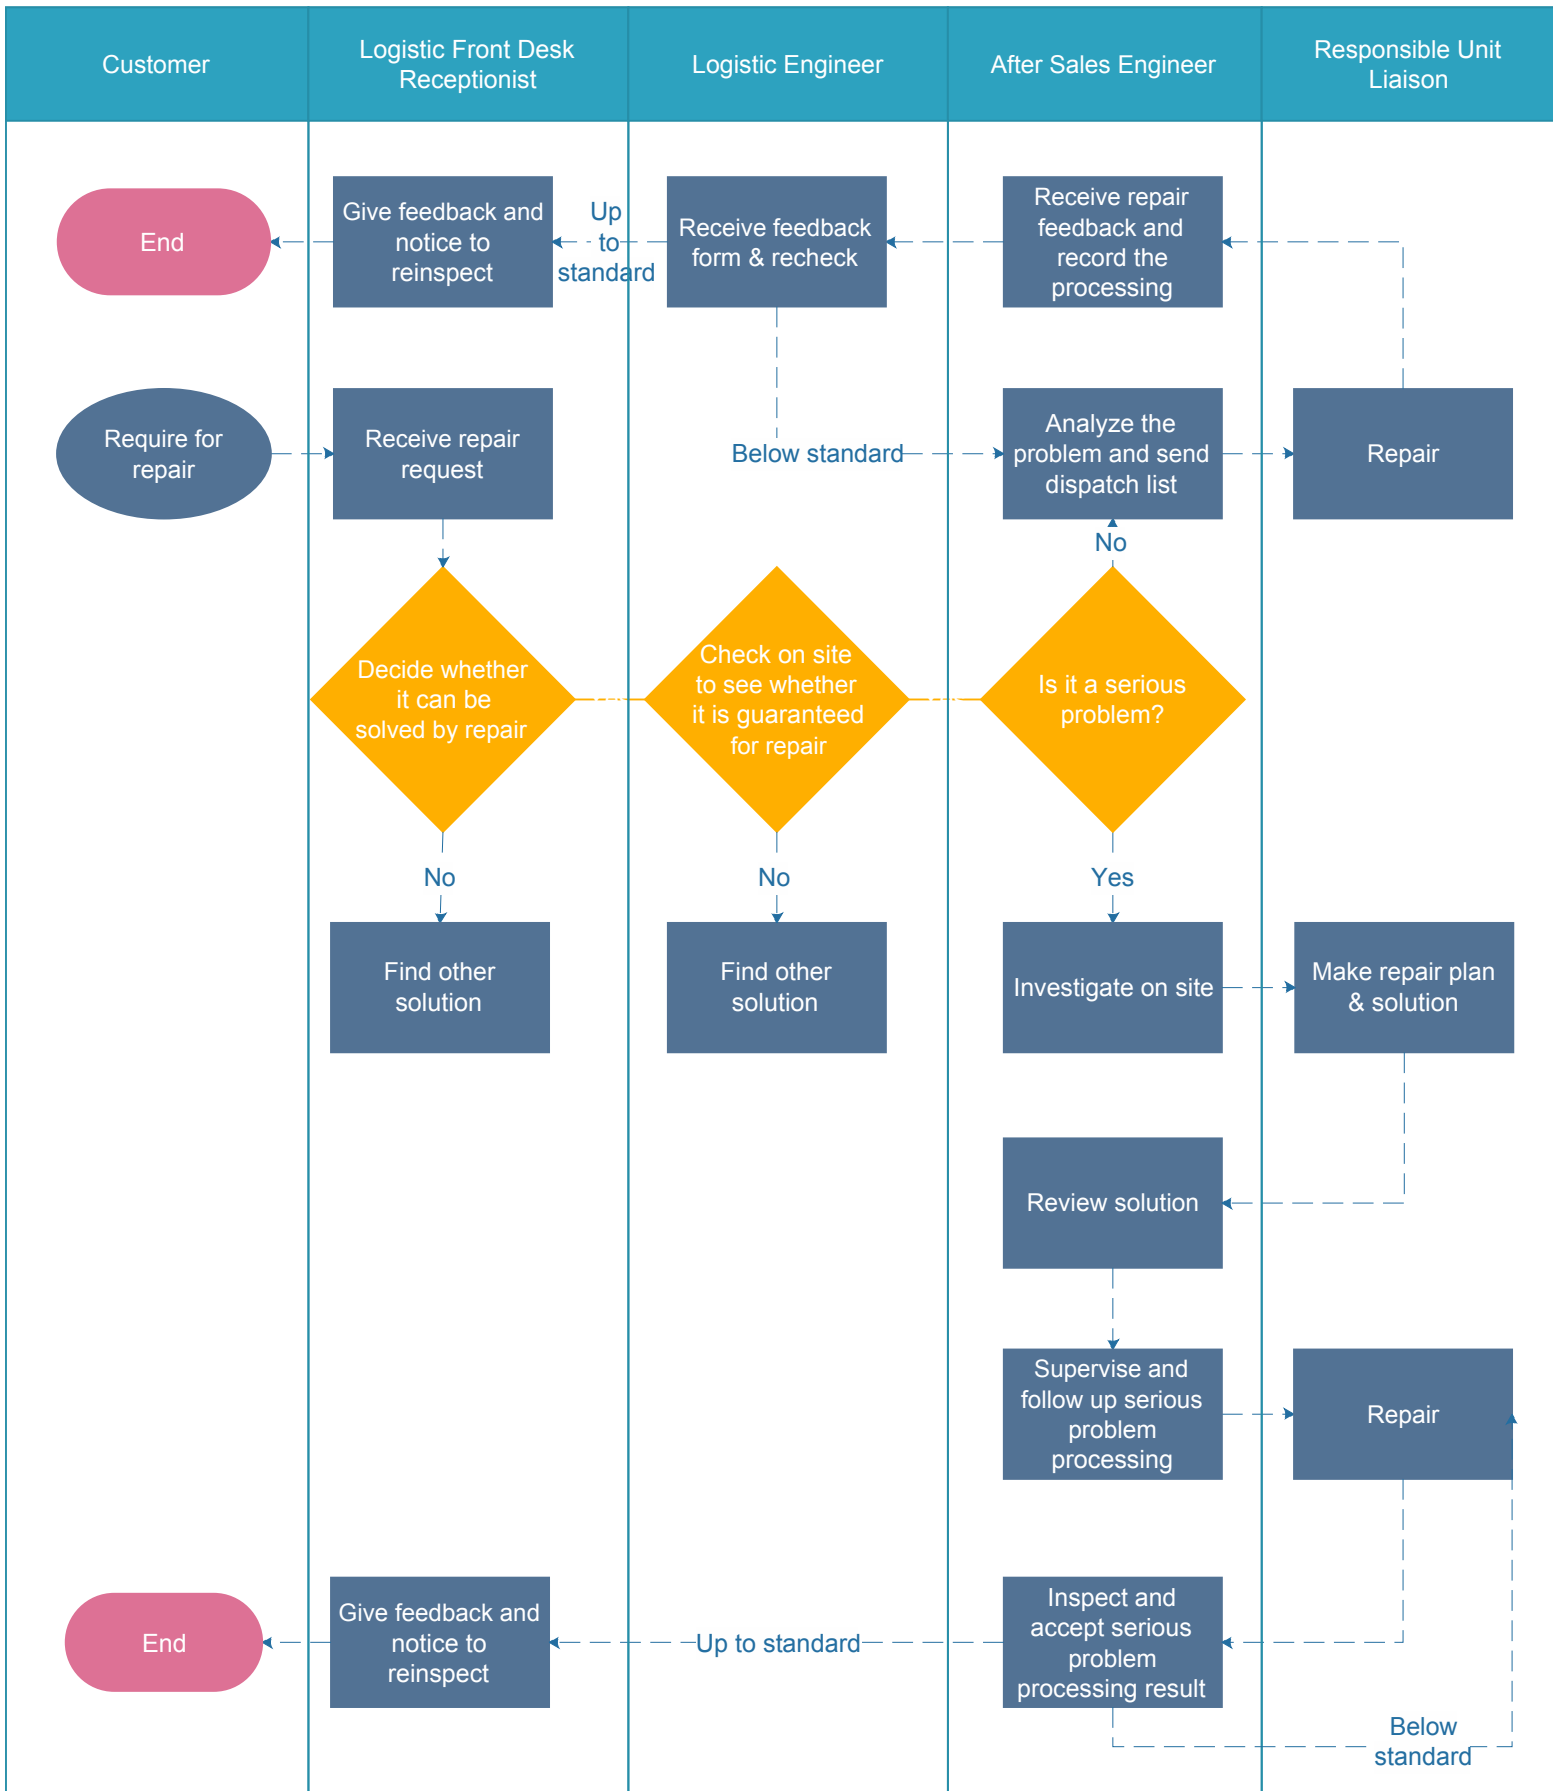 Customer
Logistic Front Desk
Receptionist
Logistic Engineer
After Sales Engineer
Responsible Unit
Liaison
End
Give feedback and
notice to
reinspect
Up
to
standard
Receive feedback
form & recheck
Receive repair
feedback and
record the
processing
Require for
repair
Receive repair
request
Below standard
Analyze the
problem and send
dispatch list
Repair
No
Decide whether
it can be
solved by repair
Check on site
to see whether
it is guaranteed
for repair
Is it a serious
problem?
No
No
Yes
Find other
solution
Find other
solution
Investigate on site
Make repair plan
& solution
Review solution
Supervise and
follow up serious
problem
processing
Repair
End
Give feedback and
notice to
reinspect
Up to standard
Inspect and
accept serious
problem
processing result
Below
standard